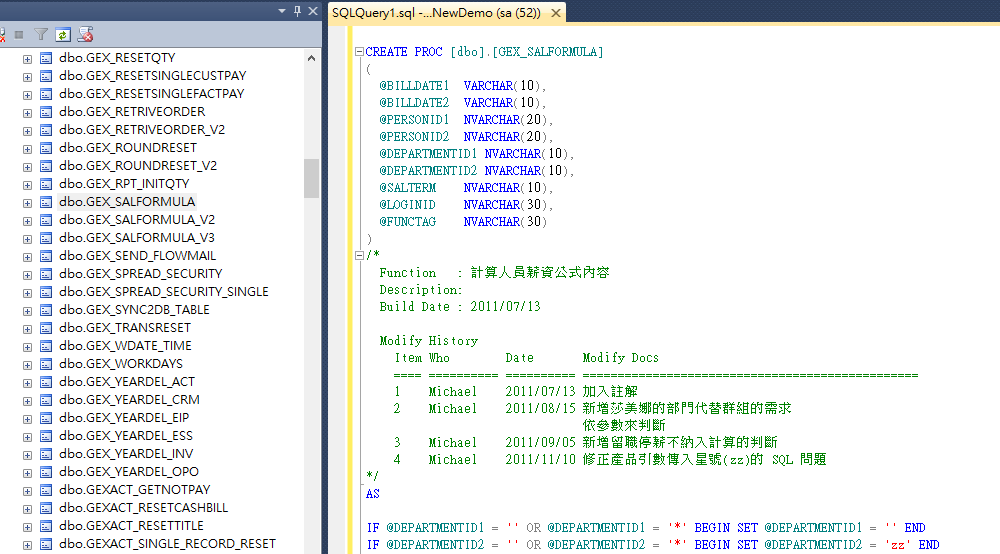 SQLQuery1.sql -...NewDemo (sa (52))
dbo.GEX_RESETQTY
dbo.GEX_RESETSINGLECUSTPAY
dbo.GEX_RESETSINGLEFACTPAY
dbo.GEX_RETRIVEORDER
dbo.GEX_RETRIVEORDER_V2
dbo.GEX_ROUNDRESET
dbo.GEX_ROUNDRESET_V2
dbo.GEX_RPT_INITQTY
dbo.GEX_SALFORMULA
dbo.GEX_SALFORMULA_V2
dbo.GEX_SALFORMULA_V3
dbo.GEX_SEND_FLOWMAIL
dbo.GEX_SPREAD_SECURITY
dbo.GEX_SPREAD_SECURITY_SINGLE
dbo.GEX_SYNC2DB_TABLE
dbo.GEX_TRANSRESET
dbo.GEX_WDATE_TIME
dbo.GEX_WORKDAYS
dbo.GEX_YEARDEL_ACT
dbo.GEX_YEARDEL_CRM
dbo.GEX_YEARDEL_EIP
dbo.GEX_YEARDEL_ESS
dbo.GEX_YEARDEL_INV
dbo.GEX_YEARDEL_OPO
dbo.GEXACT_GETNOTPAY
dbo.GEXACT_RESETCASHBILL
dbo.GEXACT_RESETTITLE
dbo.GEXACT_SINGLE_RECORD_RESET
CREATE PROC [dbo].[GEX_SALFORMULA]
(
@BILLDATE1 VARCHAR(10),
@BILLDATE2 VARCHAR(10),
@PERSONID1 NVARCHAR(20),
@PERSONID2 NVARCHAR(20),
@DEPARTMENTID1 NVARCHAR(10),
@DEPARTMENTID2 NVARCHAR(10),
@SALTERM NVARCHAR(10),
@LOGINID NVARCHAR(30),
@FUNCTAG NVARCHAR(30)
)
/*
Function : 計算人員薪資公式內容
Description:
Build Date : 2011/07/13
Modify History
Item Who Date Modify Docs
==== ========== ========== ================================================
1 Michael 2011/07/13 加入註解
2 Michael 2011/08/15 新增莎美娜的部門代替群組的需求
依參數來判斷
3 Michael 2011/09/05 新增留職停薪不納入計算的判斷
4 Michael 2011/11/10 修正產品引數傳入星號(zz)的 SQL 問題
*/
AS
IF @DEPARTMENTID1 = '' OR @DEPARTMENTID1 = '*' BEGIN SET @DEPARTMENTID1 = '' END
IF @DEPARTMENTID2 = '' OR @DEPARTMENTID2 = '*' BEGIN SET @DEPARTMENTID2 = 'zz' END